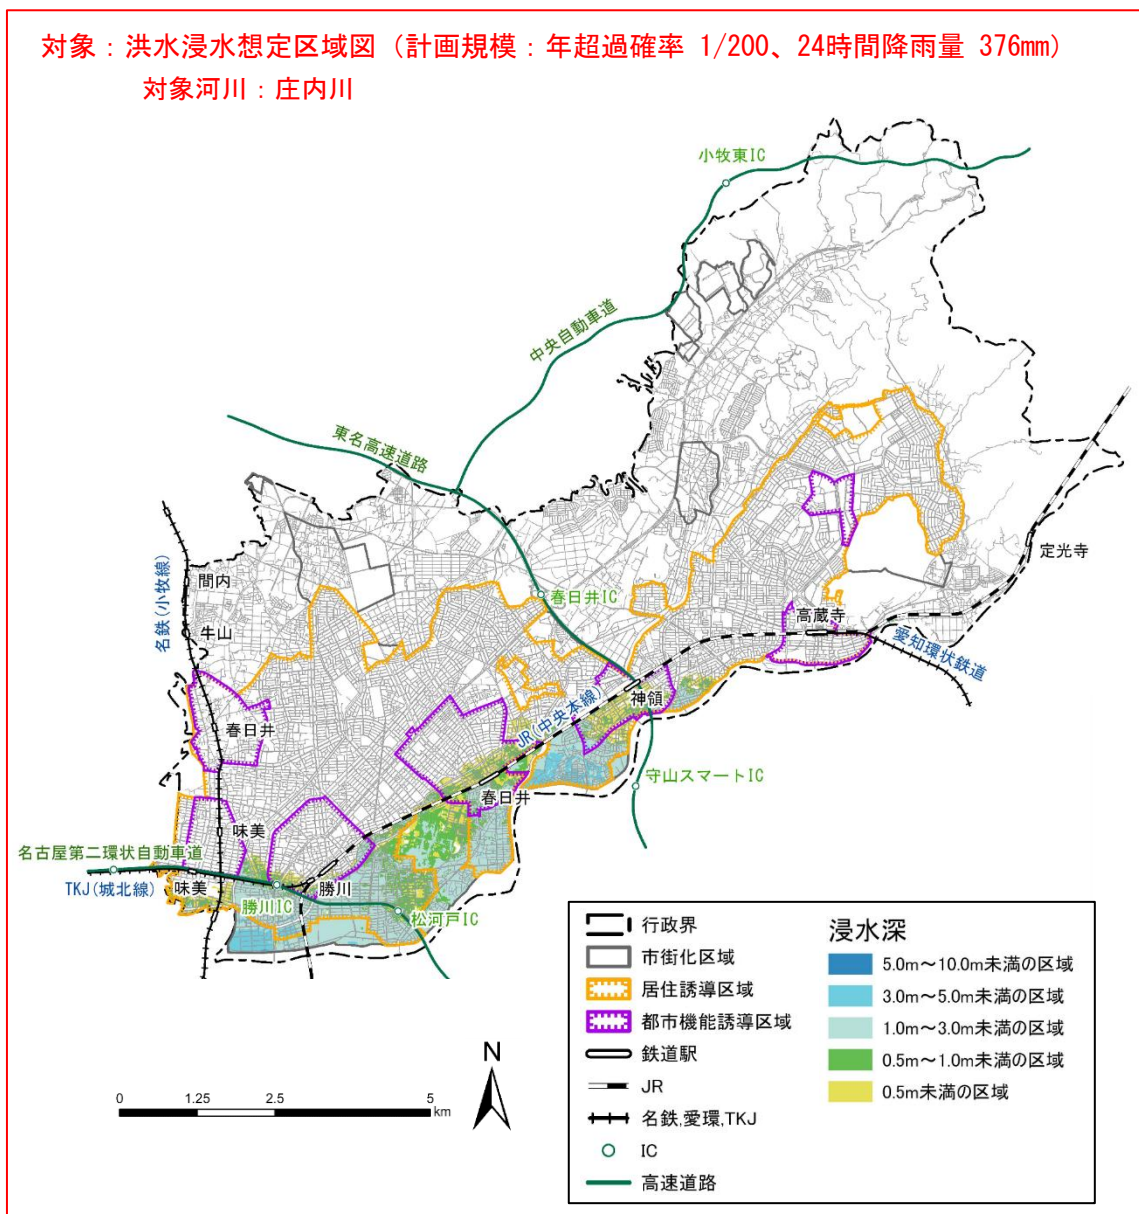 対象：洪水浸水想定区域図（計画規模：年超過確率 1/200、24時間降雨量 376mm）
対象河川：庄内川
小牧東IC
中央自動車道
東名高速道路
名鉄(小牧線)
間内
牛山
春日井IC
定光寺
高蔵寺
愛知環状鉄道
神領
JR(中央本線)
春日井
守山スマートIC
春日井
味美
名古屋第二環状自動車道
味美
勝川
TKJ(城北線)
勝川IC
松河戸IC
行政界
市街化区域
居住誘導区域
都市機能誘導区域
鉄道駅
JR
名鉄,愛環,TKJ
IC
高速道路
浸水深
5.0m～10.0m未満の区域
3.0m～5.0m未満の区域
1.0m～3.0m未満の区域
0.5m～1.0m未満の区域
0.5m未満の区域
N
0 1.25 2.5 5
km